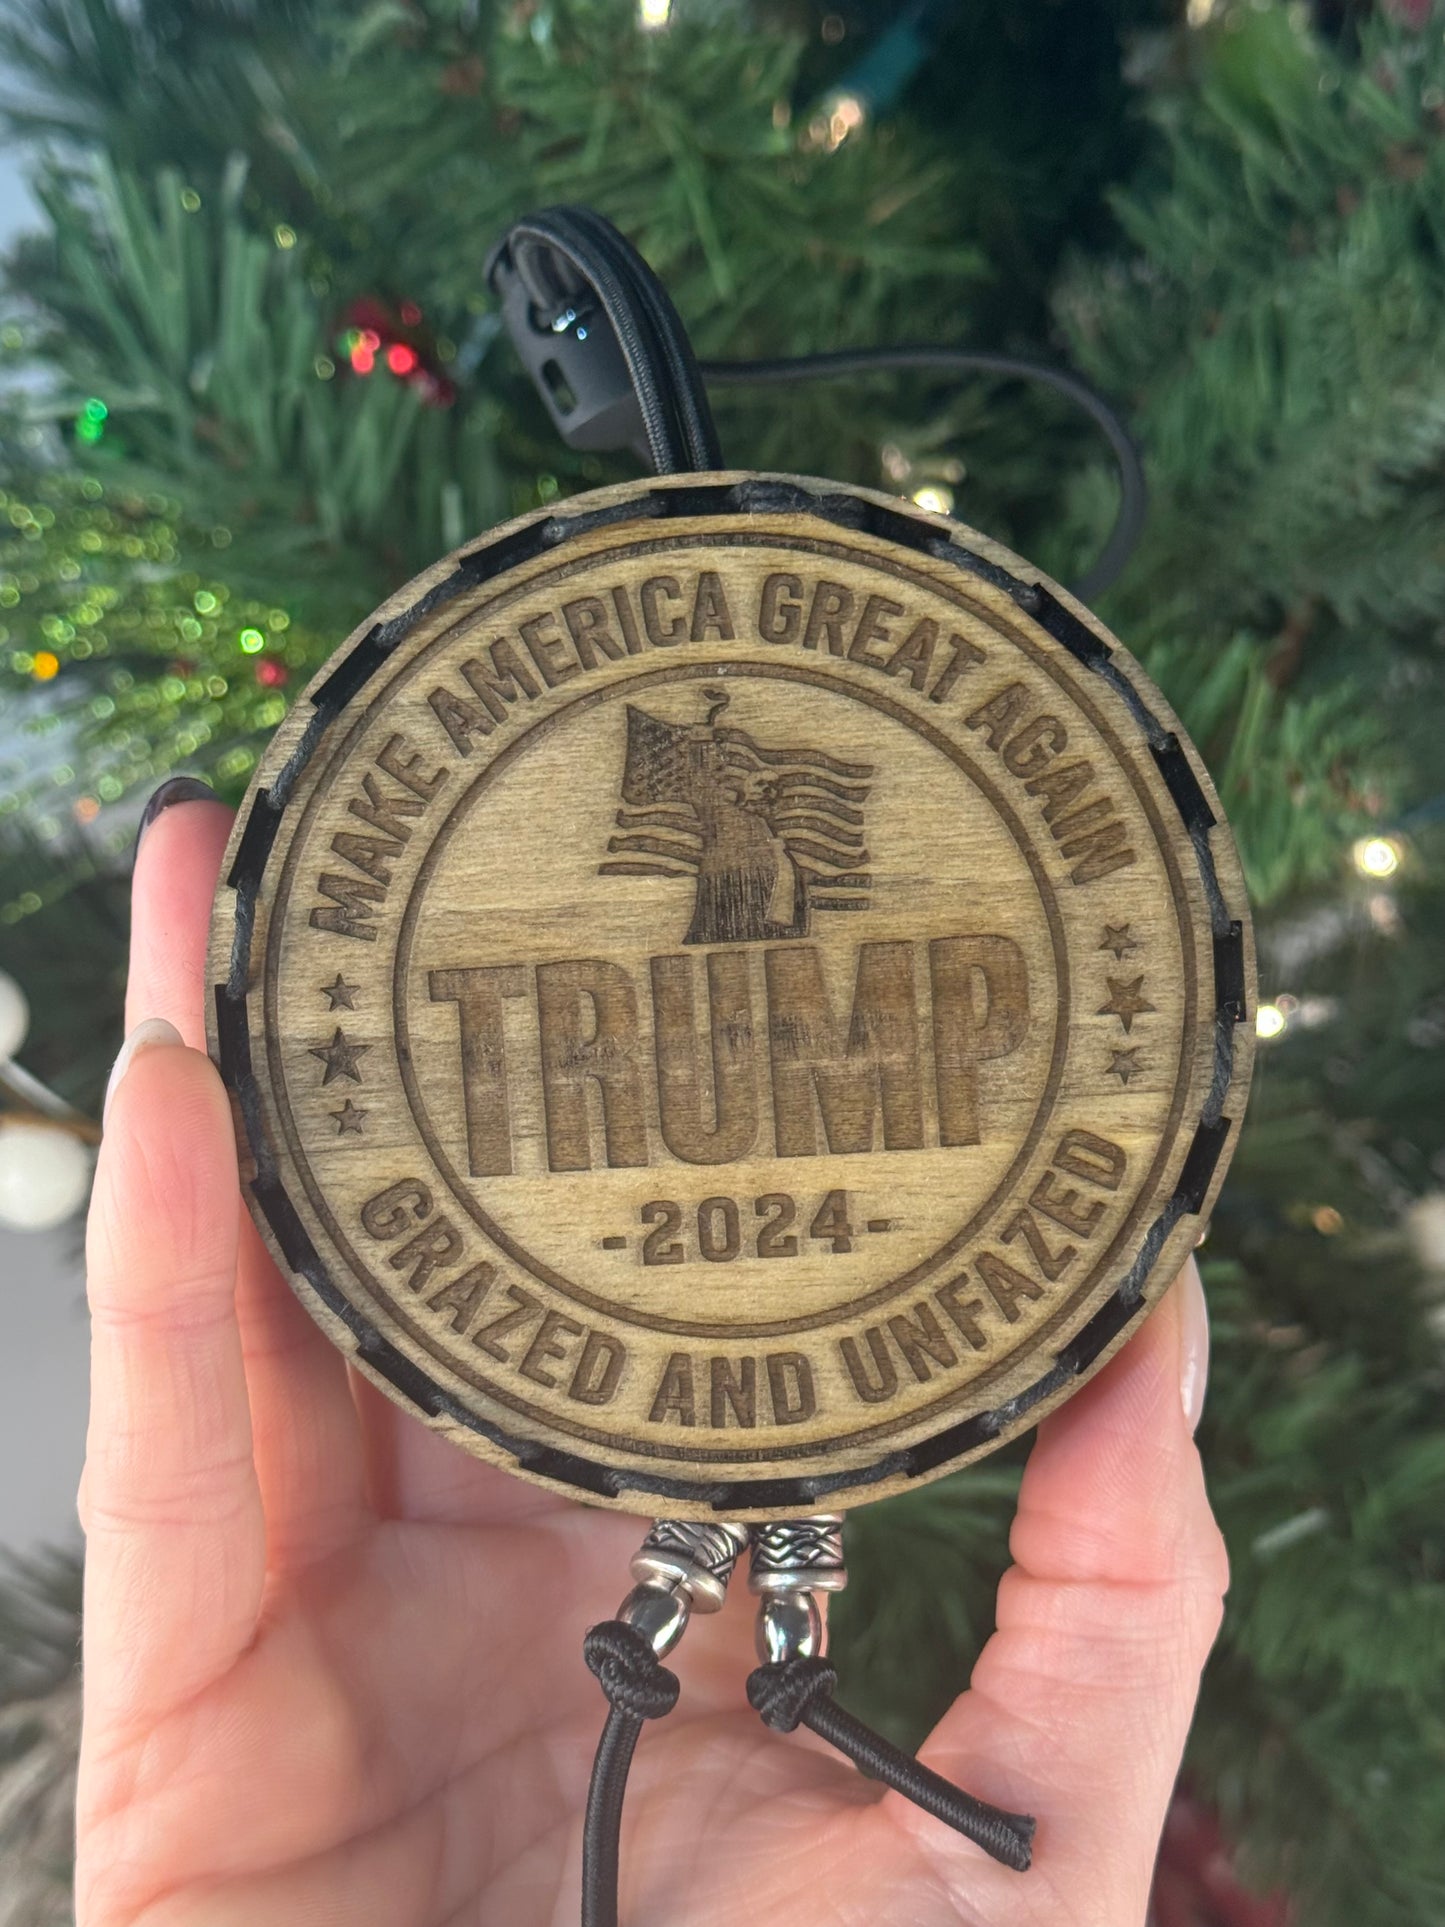 MAKE AMERICA GREAT AGAIN
TRUMP
-2024-
GRAZED AND UNFAZED